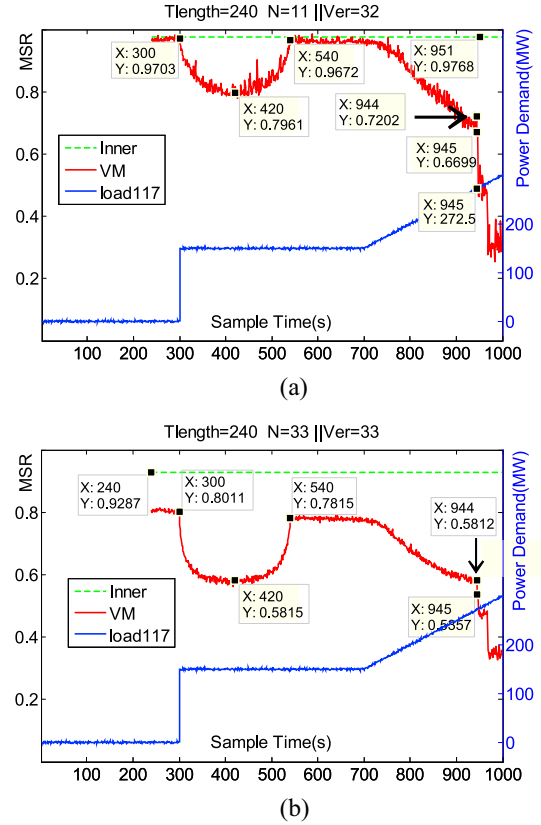 Tlength=240 N=11 ||Ver=32
MSR
Power Demand(MW)
X: 300
Y: 0.9703
X: 540
Y: 0.9672
X: 951
Y: 0.9768
X: 420
Y: 0.7961
X: 944
Y: 0.7202
X: 945
Y: 0.6699
X: 945
Y: 272.5
Inner
VM
load117
0.8
0.6
0.4
0.2
200
100
0
Sample Time(s)
100 200 300 400 500 600 700 800 900 1000
(a)
Tlength=240 N=33 ||Ver=33
MSR
Power Demand(MW)
X: 240
Y: 0.9287
X: 300
Y: 0.8011
X: 540
Y: 0.7815
X: 944
Y: 0.5812
X: 420
Y: 0.5815
X: 945
Y: 0.5357
Inner
VM
load117
0.8
0.6
0.4
0.2
200
100
0
Sample Time(s)
100 200 300 400 500 600 700 800 900 1000
(b)